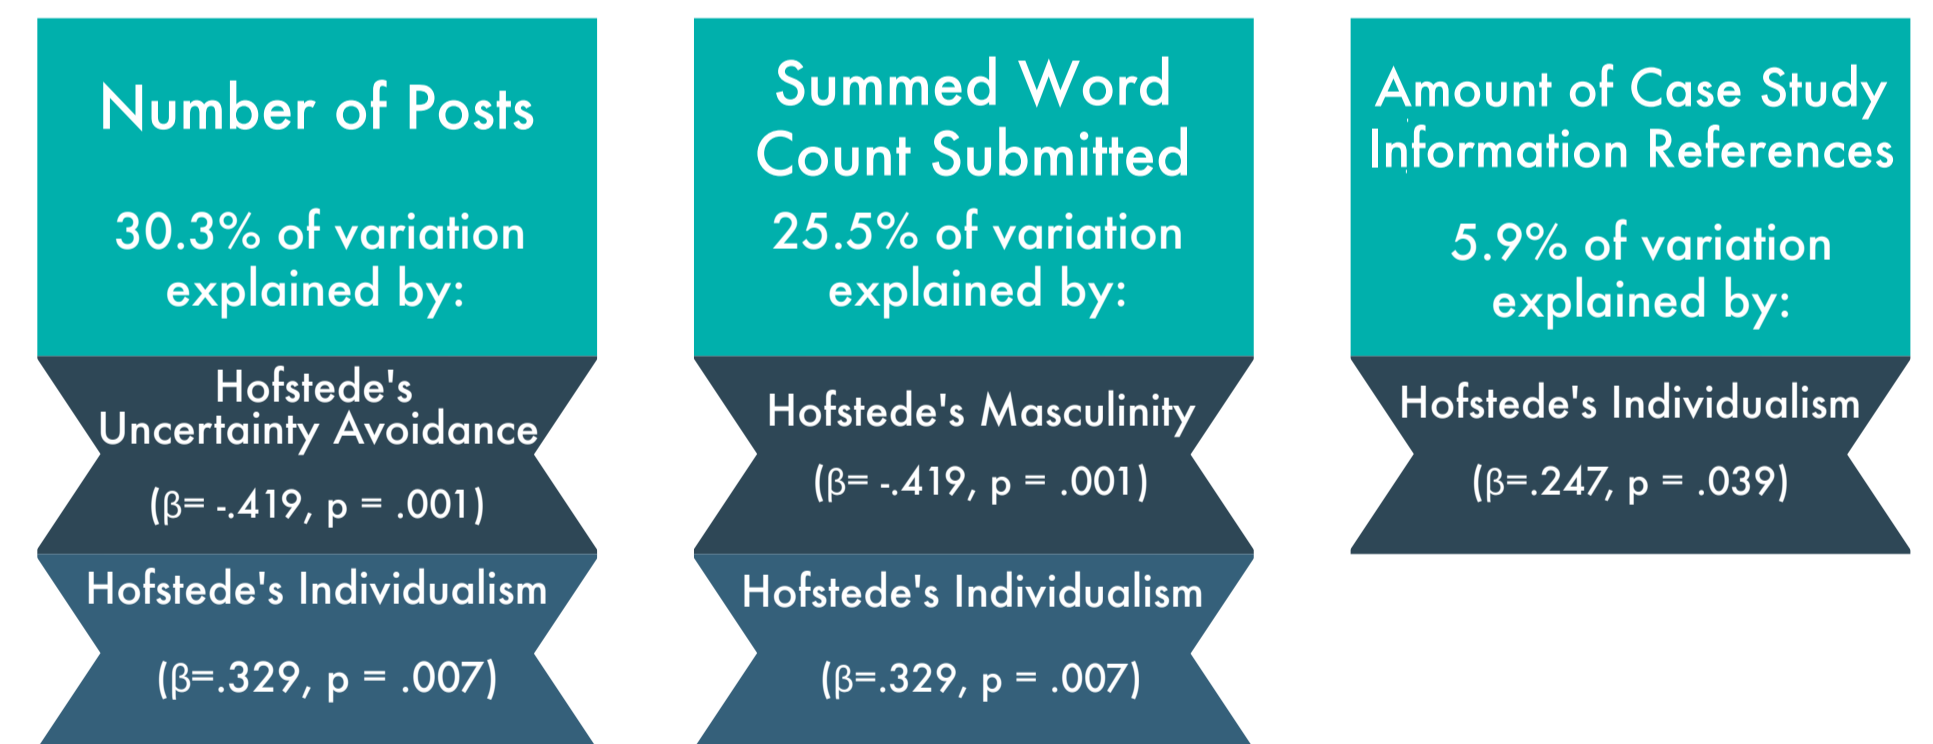 Number of Posts
30.3% of variation
explained by:
Hofstede's
Uncertainty Avoidance
(β= -.419, p = .001)
Hofstede's Individualism
(β=.329, p = .007)
Summed Word
Count Submitted
25.5% of variation
explained by:
Hofstede's Masculinity
(β= -.419, p = .001)
Hofstede's Individualism
(β=.329, p = .007)
Amount of Case Study
Information References
5.9% of variation
explained by:
Hofstede's Individualism
(β=.247, p = .039)